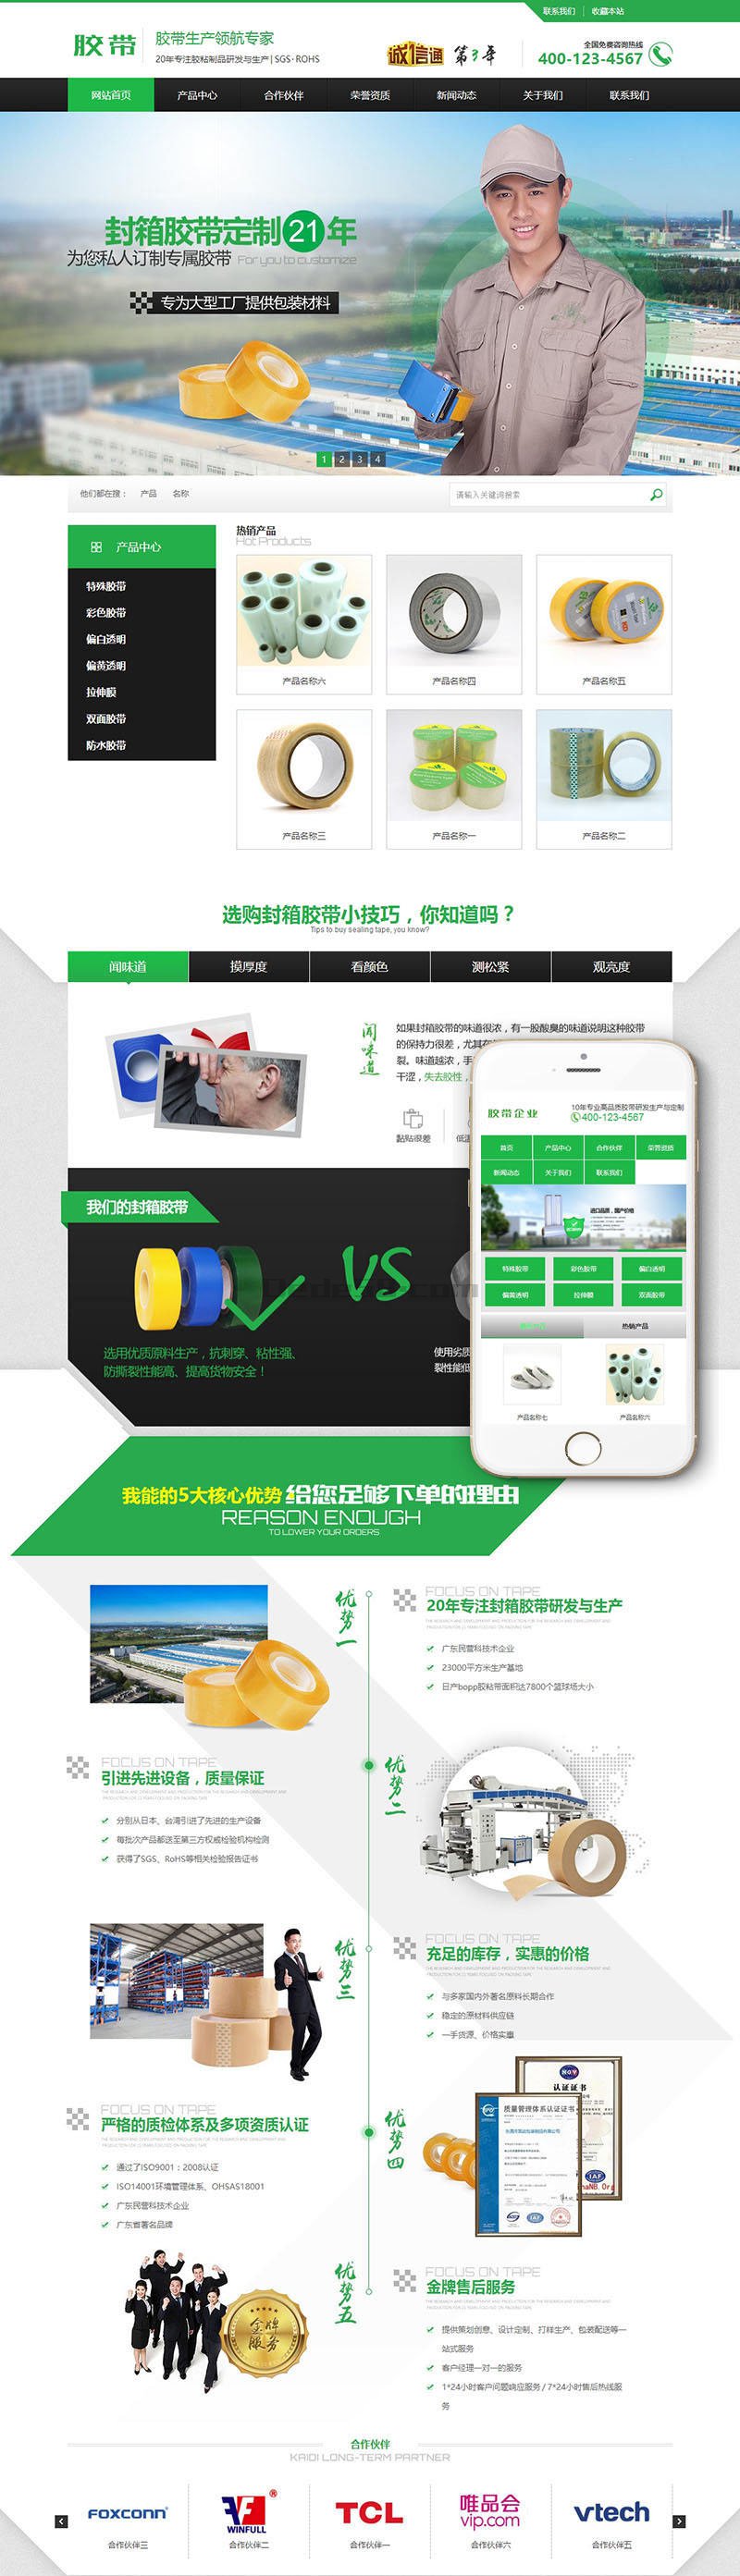 联系我们 | 收藏本站
胶带
胶带生产领航专家
20年专注胶粘制品研发与生产 | SGS·ROHS
诚信通 第3年
全国免费咨询热线
400-123-4567
网站首页 产品中心 合作伙伴 荣誉资质 新闻动态 关于我们 联系我们
封箱胶带定制21年
为您私人订制专属胶带 For you to customize
专为大型工厂提供包装材料
1 2 3 4
他们都在搜： 产品 名称
请输入关键词搜索
产品中心
特殊胶带
彩色胶带
偏白透明
偏黄透明
拉伸膜
双面胶带
防水胶带
热销产品
Hot Products
产品名称六 产品名称四 产品名称五
产品名称三 产品名称一 产品名称二
选购封箱胶带小技巧，你知道吗？
Tips to buy sealing tape, you know?
闻味道 摸厚度 看颜色 测松紧 观亮度
闻味道
如果封箱胶带的味道很浓，有一股酸臭的味道说明这种胶带
的保持力很差，尤其在
裂。味道越浓，手
干涩，失去胶性，
黏贴很差 低温
我们的封箱胶带
VS
选用优质原料生产，抗刺穿、粘性强、
防撕裂性能高、提高货物安全！
使用劣质
裂性能低
胶带企业
10年专业高品质胶带研发生产与定制
400-123-4567
首页 产品中心 合作伙伴 荣誉资质
新闻动态 关于我们 联系我们
进口品质，国产价格
特殊胶带 彩色胶带 偏白透明
偏黄透明 拉伸膜 双面胶带
热销产品
产品名称七 产品名称六
我能的5大核心优势 给您足够下单的理由
REASON ENOUGH
TO LOWER YOUR ORDERS
优势一
FOCUS ON TAPE
20年专注封箱胶带研发与生产
广东民营科技术企业
23000平方米生产基地
日产bopp胶粘带面积达7800个篮球场大小
FOCUS ON TAPE
引进先进设备，质量保证
分别从日本、台湾引进了先进的生产设备
每批次产品都送至第三方权威检验机构检测
获得了SGS、RoHS等相关检验报告证书
优势二
优势三
FOCUS ON TAPE
充足的库存，实惠的价格
与多家国内外著名原料长期合作
稳定的原材料供应链
一手货源、价格实惠
FOCUS ON TAPE
严格的质检体系及多项资质认证
通过了ISO9001：2008认证
ISO14001环境管理体系、OHSAS18001
广东民营科技术企业
广东省著名品牌
优势四
认证证书
质量管理体系认证证书
IAF
优势五
金牌服务
FOCUS ON TAPE
金牌售后服务
提供策划创意、设计定制、打样生产、包装配送等一
站式服务
客户经理一对一的服务
1*24小时客户问题响应服务 / 7*24小时售后热线服
务
合作伙伴
KAIDI LONG-TERM PARTNER
FOXCONN WINFULL TCL 唯品会 vip.com vtech
合作伙伴三 合作伙伴二 合作伙伴一 合作伙伴六 合作伙伴五